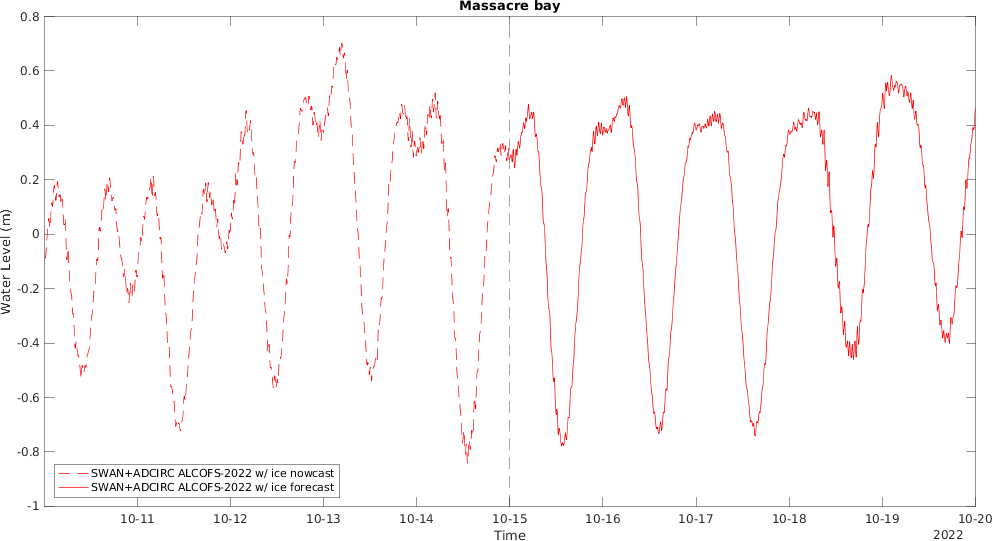 Massacre bay
0.8
0.6
0.4
0.2
0
-0.2
-0.4
-0.6
-0.8
-1
Water Level (m)
SWAN+ADCIRC ALCOFS-2022 w/ ice nowcast
SWAN+ADCIRC ALCOFS-2022 w/ ice forecast
10-11 10-12 10-13 10-14 10-15 10-16 10-17 10-18 10-19 10-20
Time
2022